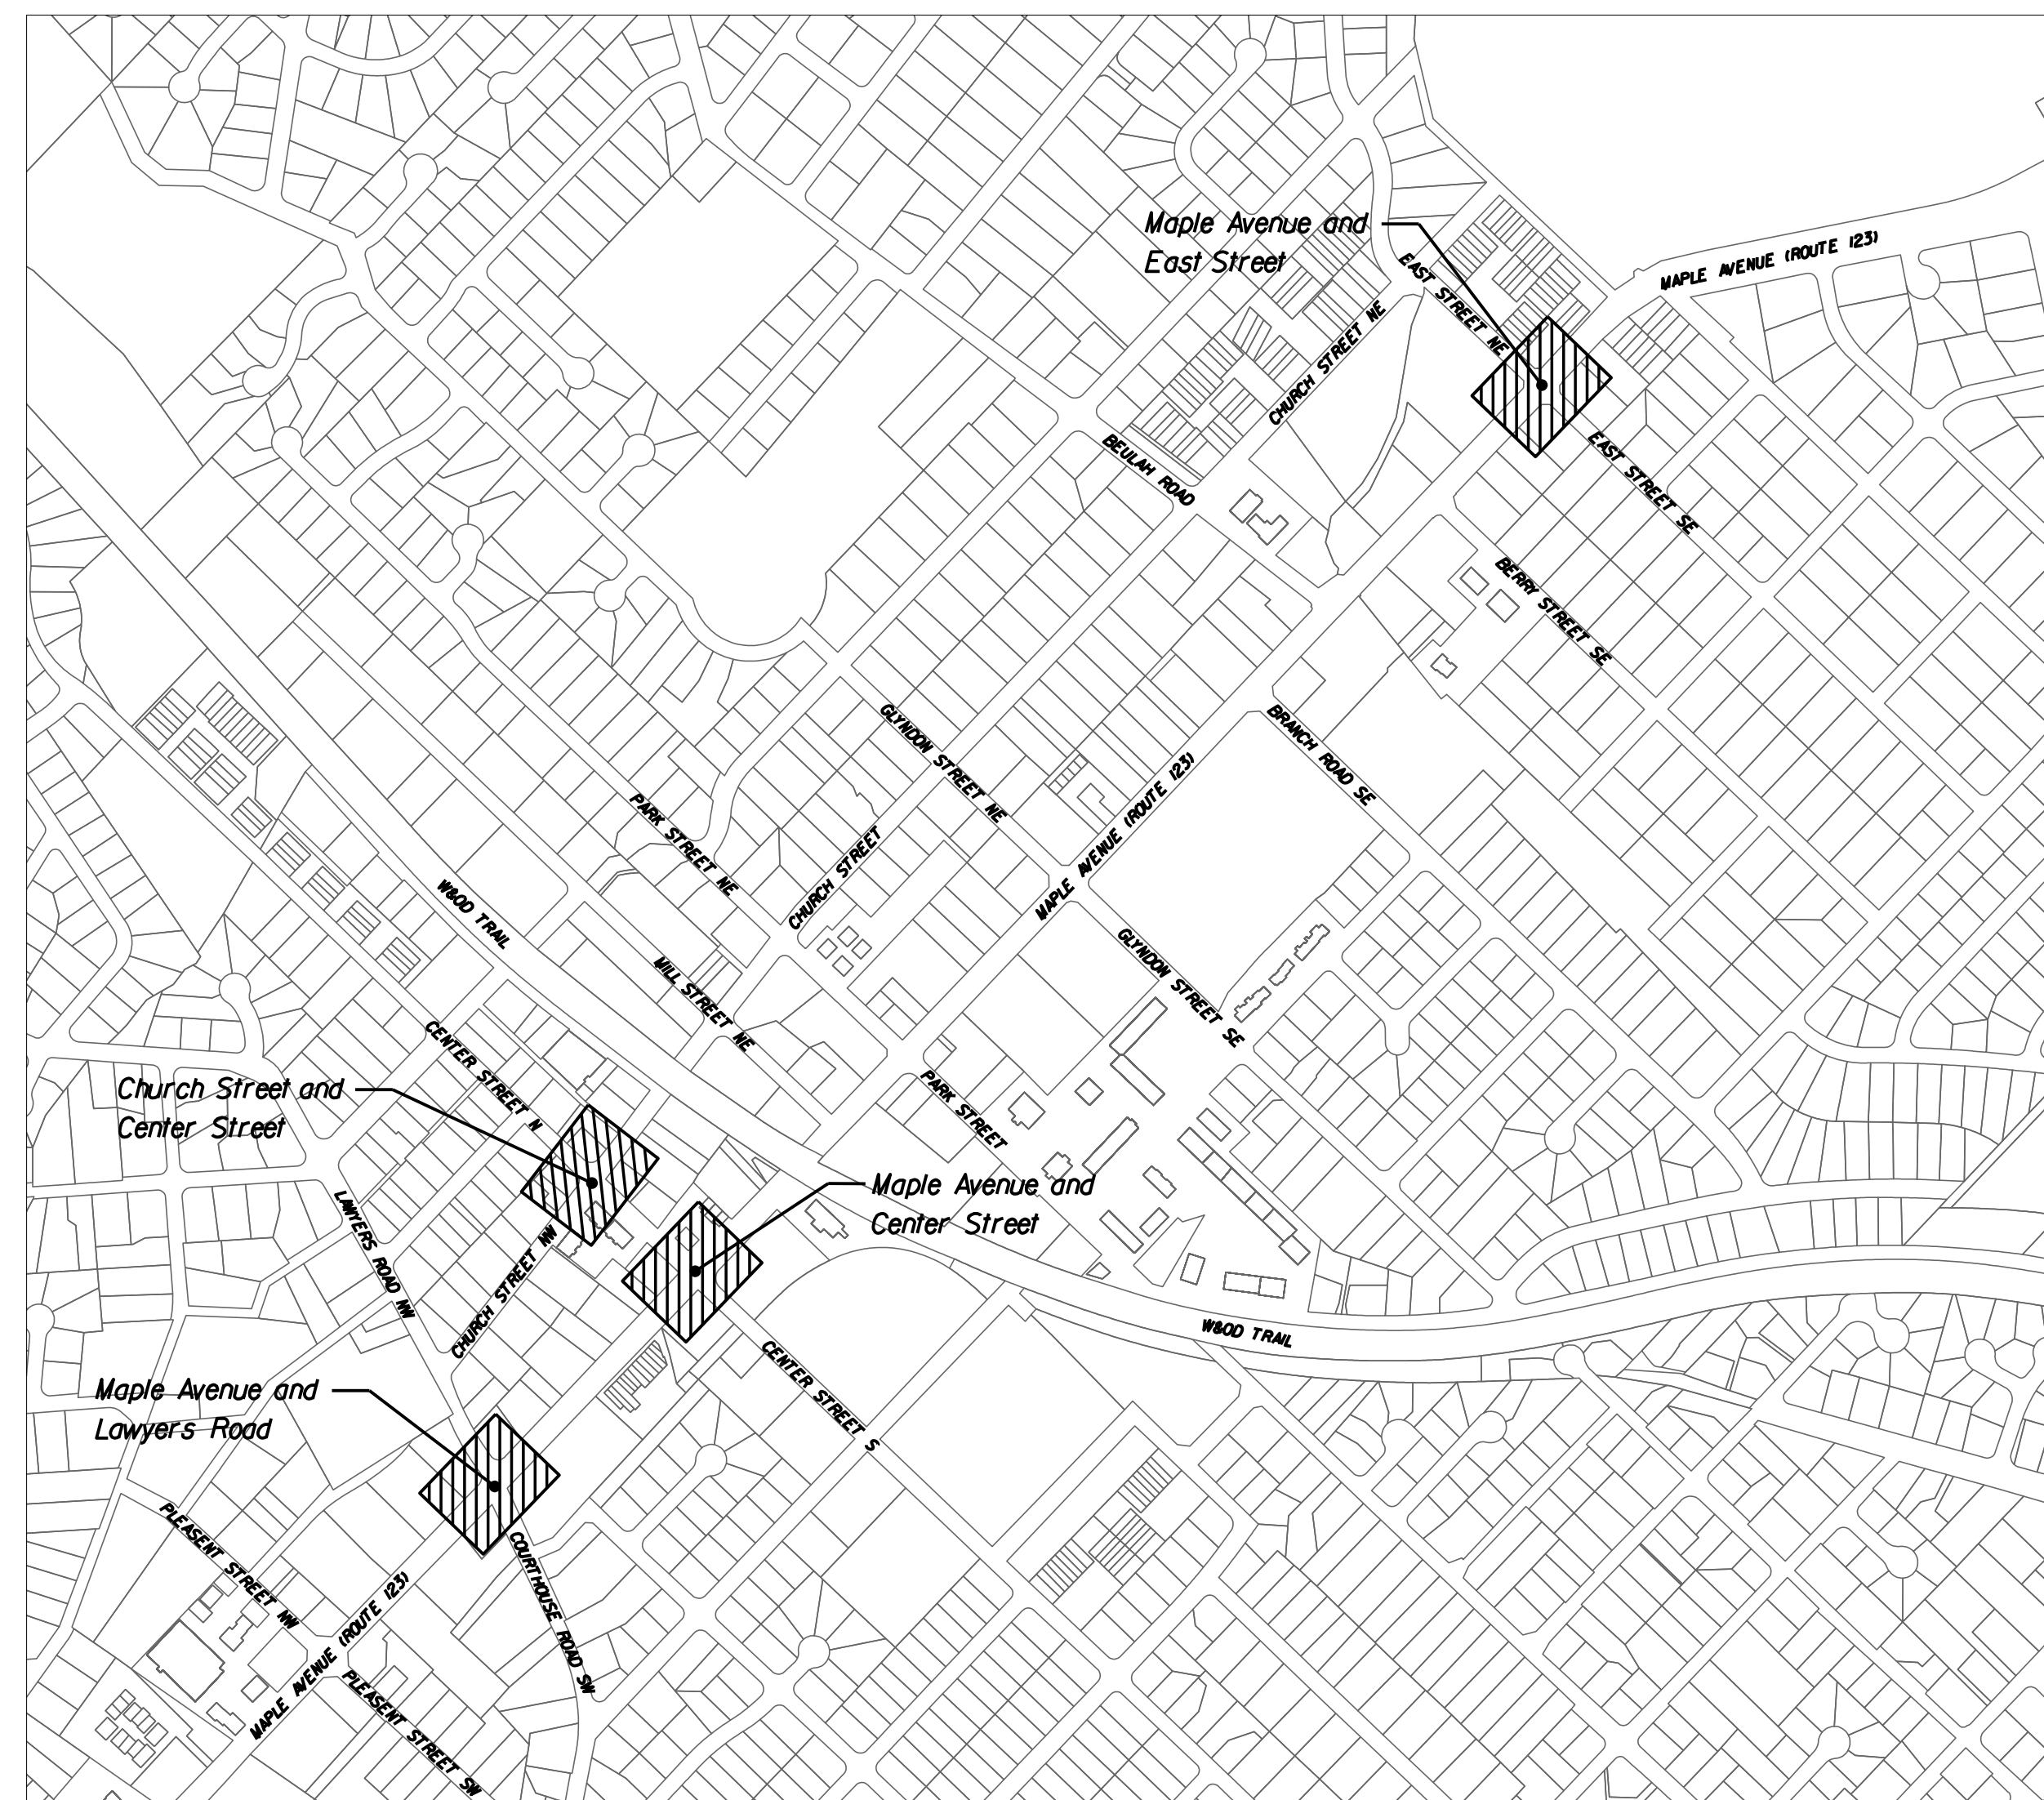 Maple Avenue and
East Street
MAPLE AVENUE (ROUTE 123)
EAST STREET NE
CHURCH STREET NE
BEULAH ROAD
EAST STREET SE
BERRY STREET SE
GLYNDON STREET NE
BRANCH ROAD SE
MAPLE AVENUE (ROUTE 123)
PARK STREET NE
CHURCH STREET
W&OD TRAIL
GLYNDON STREET SE
MILL STREET NE
CENTER STREET N
PARK STREET
Church Street and
Center Street
Maple Avenue and
Center Street
LAWYERS ROAD NW
CHURCH STREET NW
W&OD TRAIL
CENTER STREET S
Maple Avenue and
Lawyers Road
PLEASENT STREET NW
COURTHOUSE ROAD SW
MAPLE AVENUE (ROUTE 123)
PLEASENT STREET SW